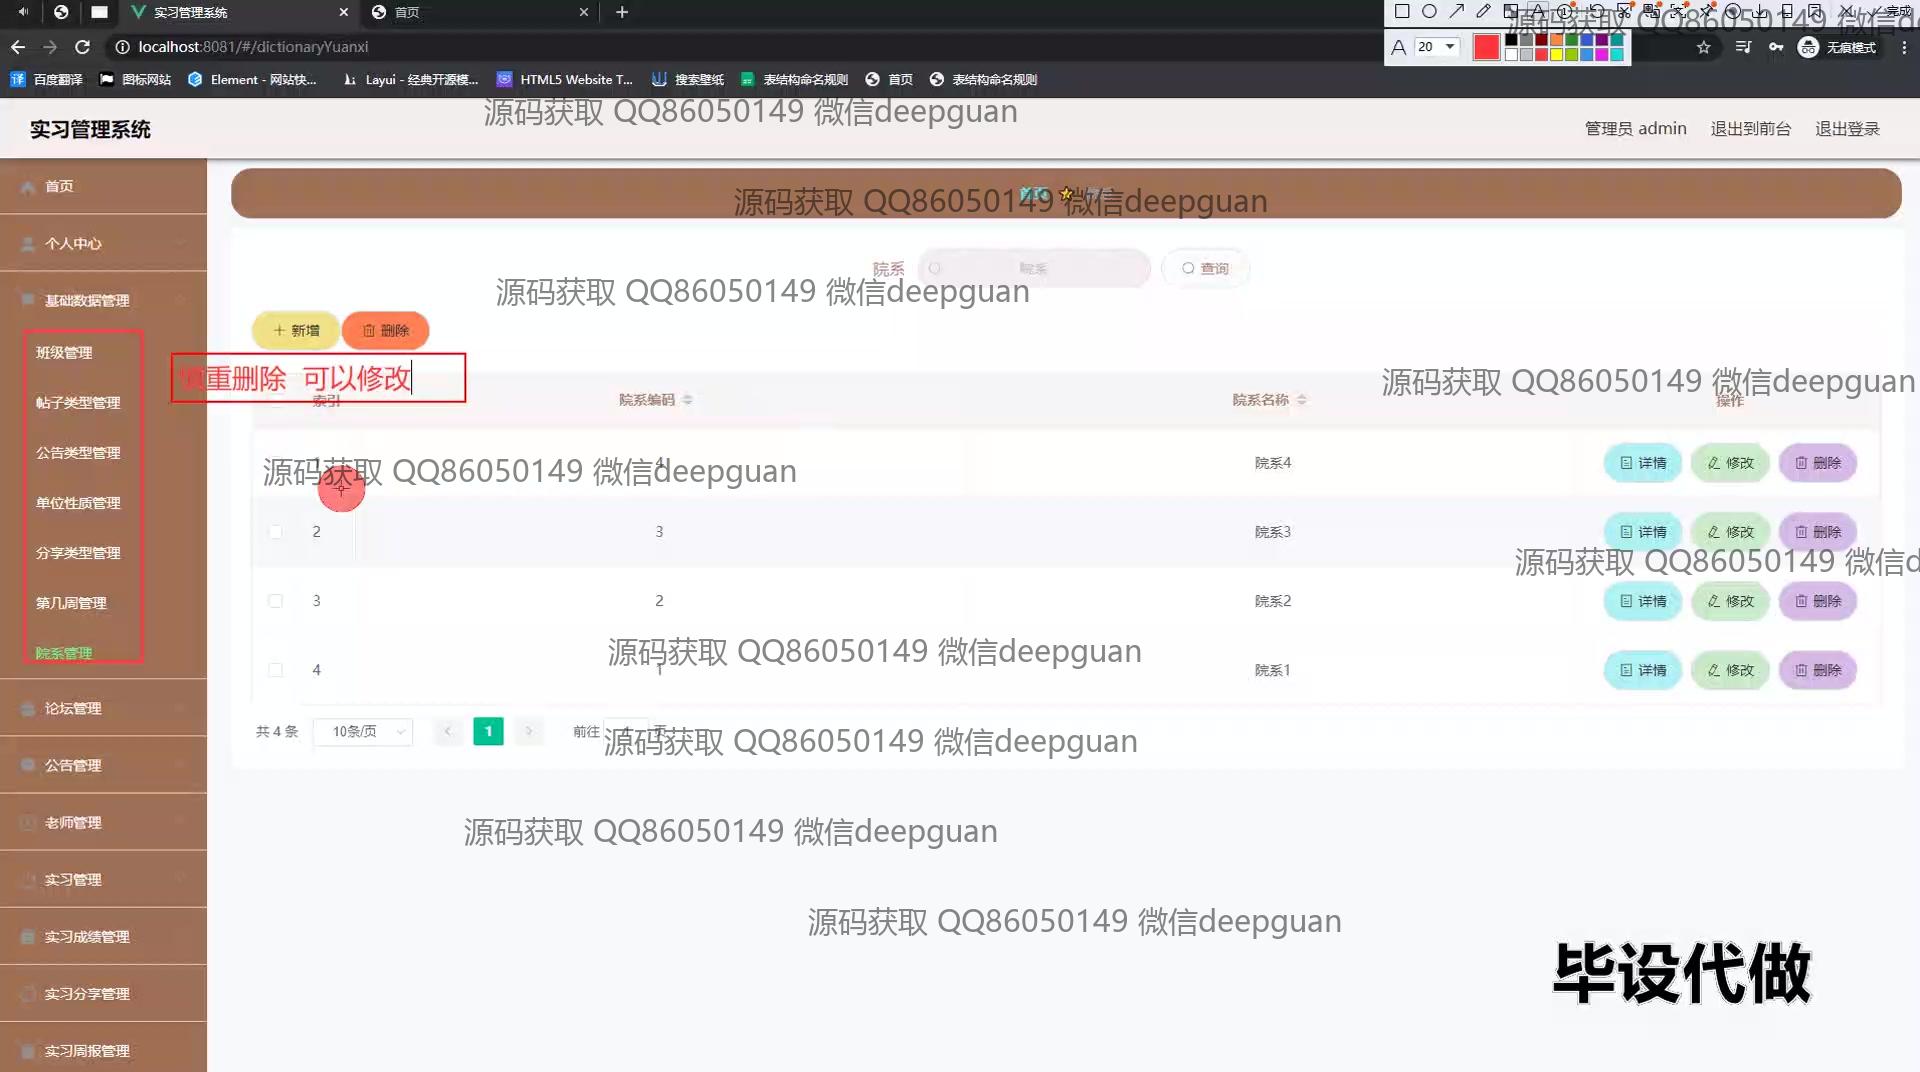 实习管理系统
首页
localhost:8081/#/dictionaryYuanxi
20
完成
无痕模式
百度翻译
图标网站
Element - 网站快...
Layui - 经典开源模...
HTML5 Website T...
搜索壁纸
表结构命名规则
首页
表结构命名规则
源码获取 QQ86050149 微信d
源码获取 QQ86050149 微信deepguan
实习管理系统
管理员 admin
退出到前台
退出登录
首页
个人中心
基础数据管理
班级管理
帖子类型管理
公告类型管理
单位性质管理
分享类型管理
第几周管理
院系管理
论坛管理
公告管理
老师管理
实习管理
实习成绩管理
实习分享管理
实习周报管理
首页
源码获取 QQ86050149 微信deepguan
院系
院系
查询
源码获取 QQ86050149 微信deepguan
新增
删除
慎重删除 可以修改
源码获取 QQ86050149 微信deepguan
索引
院系编码
院系名称
操作
1
4
院系4
详情
修改
删除
源码获取 QQ86050149 微信deepguan
2
3
院系3
详情
修改
删除
源码获取 QQ86050149 微信d
3
2
院系2
详情
修改
删除
源码获取 QQ86050149 微信deepguan
4
1
院系1
详情
修改
删除
共 4 条
10条/页
1
前往
1
页
源码获取 QQ86050149 微信deepguan
源码获取 QQ86050149 微信deepguan
源码获取 QQ86050149 微信deepguan
毕设代做